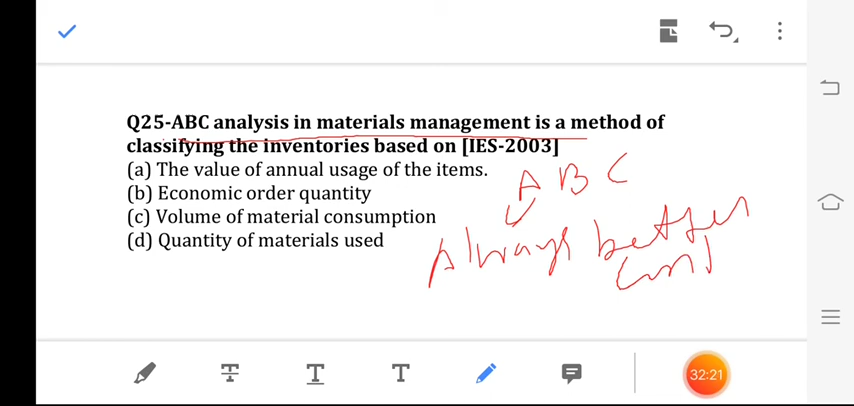 Q25-ABC analysis in materials management is a method of
classifying the inventories based on [IES-2003]
(a) The value of annual usage of the items.
(b) Economic order quantity
(c) Volume of material consumption
(d) Quantity of materials used
A B C
Always better
T T T
32:21